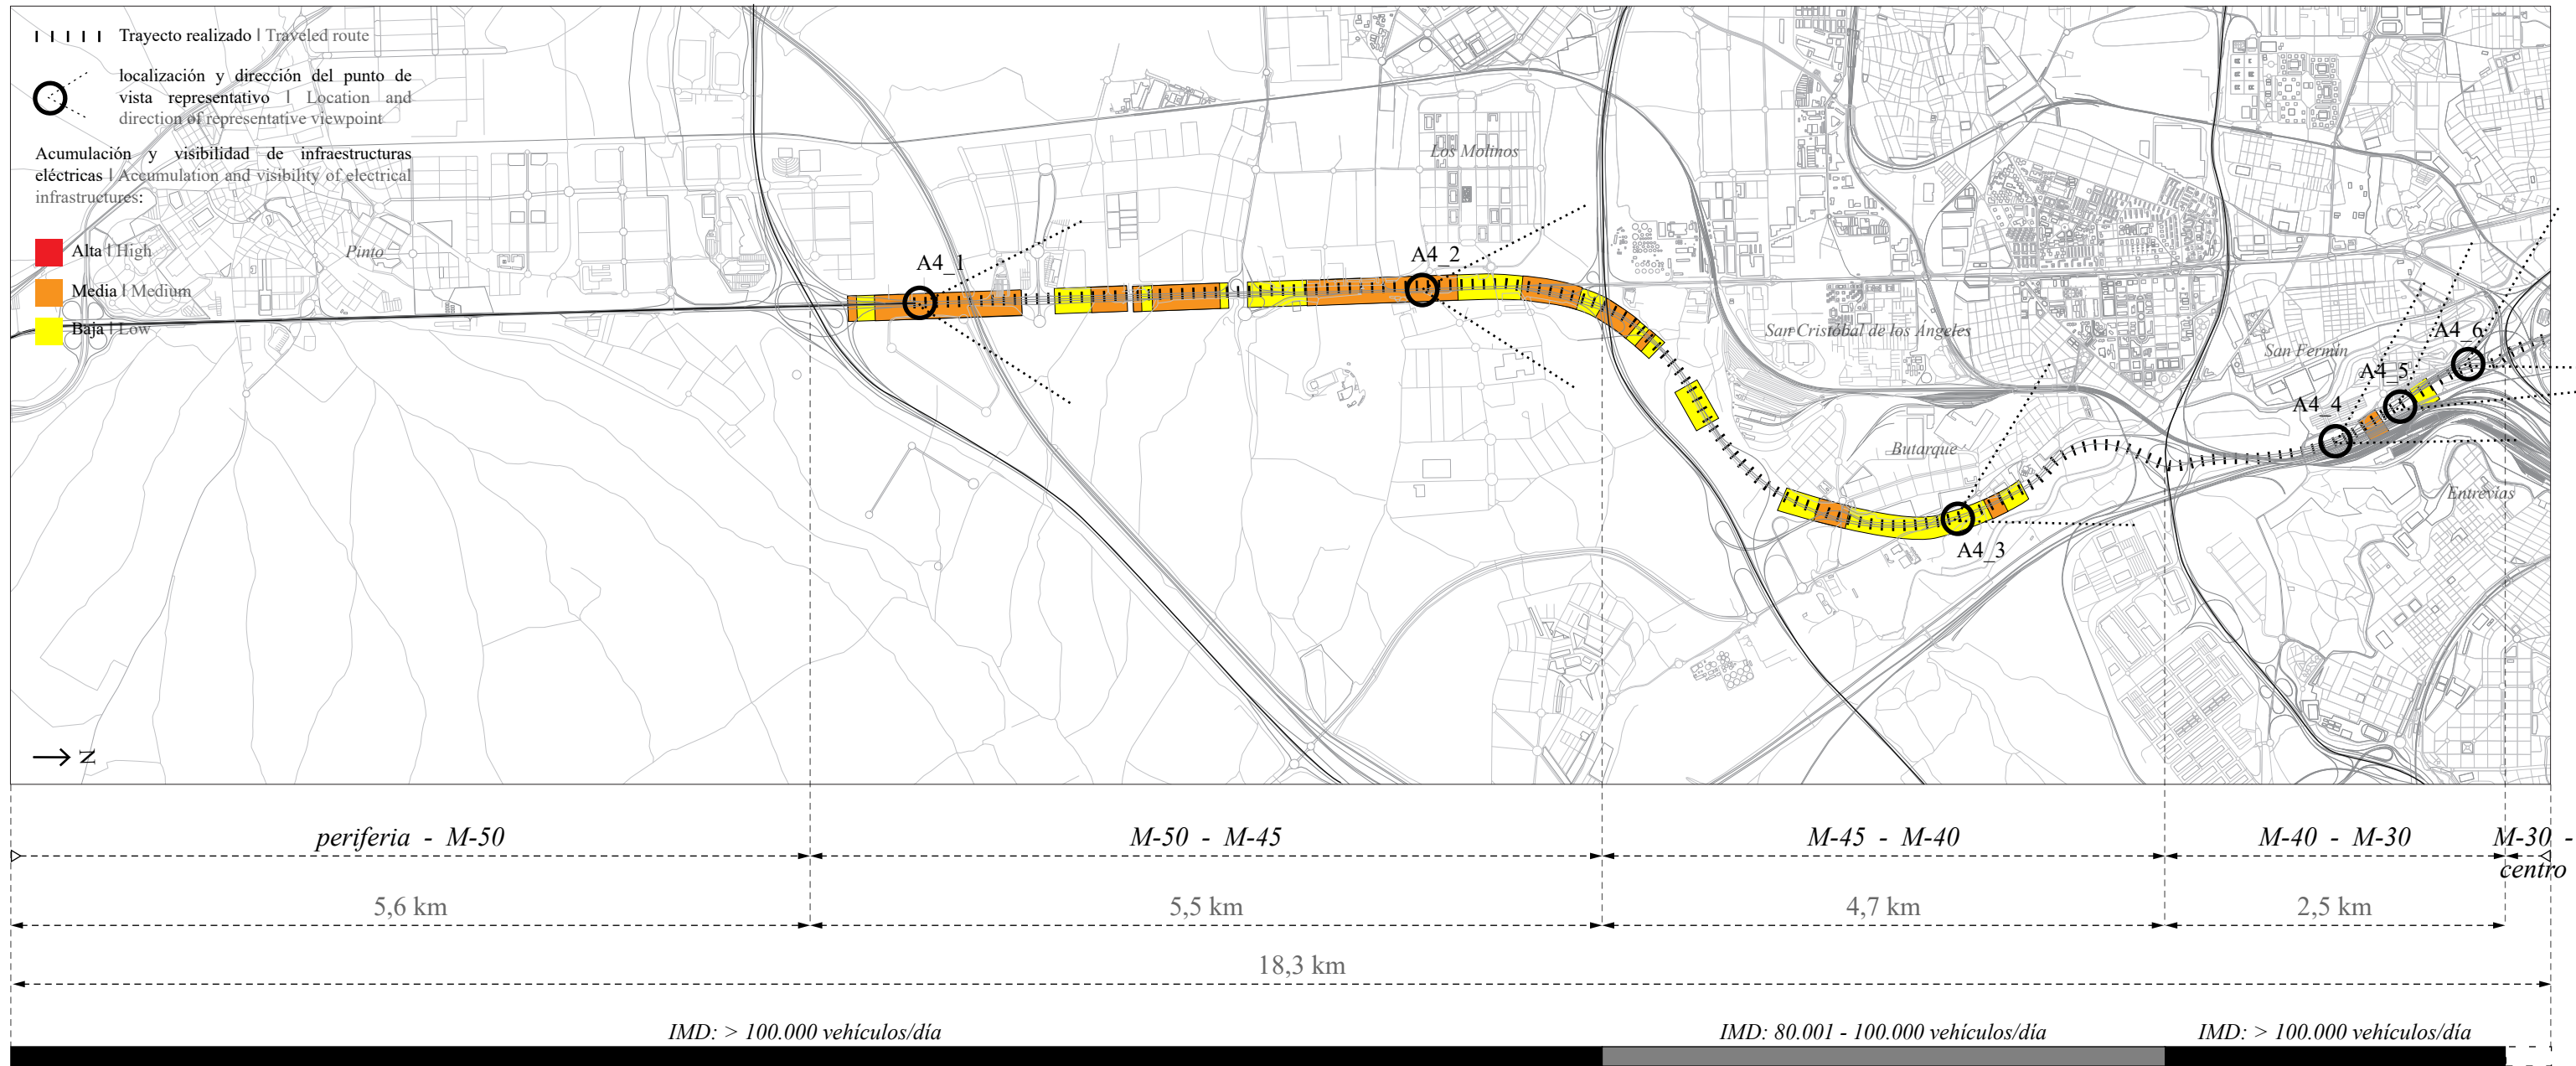 Trayecto realizado | Traveled route
localización y dirección del punto de
vista representativo | Location and
direction of representative viewpoint
Acumulación y visibilidad de infraestructuras
eléctricas | Accumulation and visibility of electrical
infrastructures:
Alta | High
Media | Medium
Baja | Low
Pinto
A4_1
A4_2
Los Molinos
San Cristóbal de los Ángeles
Butarque
A4_3
San Fermín
A4_4
A4_5
A4_6
Entrevías
N
periferia - M-50
M-50 - M-45
M-45 - M-40
M-40 - M-30
M-30 -
centro
5,6 km
5,5 km
4,7 km
2,5 km
18,3 km
IMD: > 100.000 vehículos/día
IMD: 80.001 - 100.000 vehículos/día
IMD: > 100.000 vehículos/día